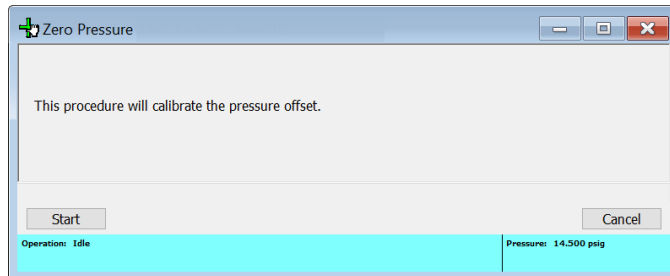 Zero Pressure
This procedure will calibrate the pressure offset.
Start Cancel
Operation: Idle Pressure: 14.500 psig